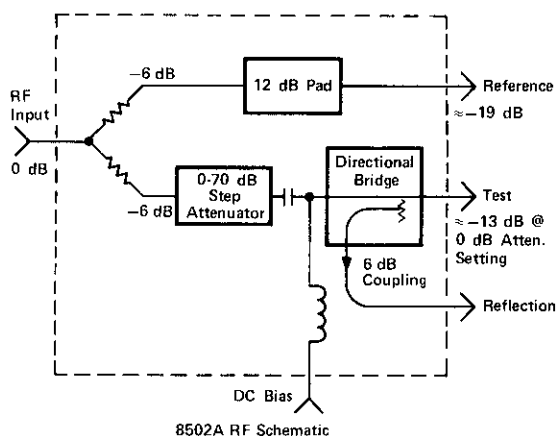 −6 dB
12 dB Pad
Reference
≈−19 dB
RF
Input
0 dB
−6 dB
0-70 dB
Step
Attenuator
Directional
Bridge
Test
≈−13 dB @
0 dB Atten.
Setting
6 dB
Coupling
Reflection
DC Bias
8502A RF Schematic